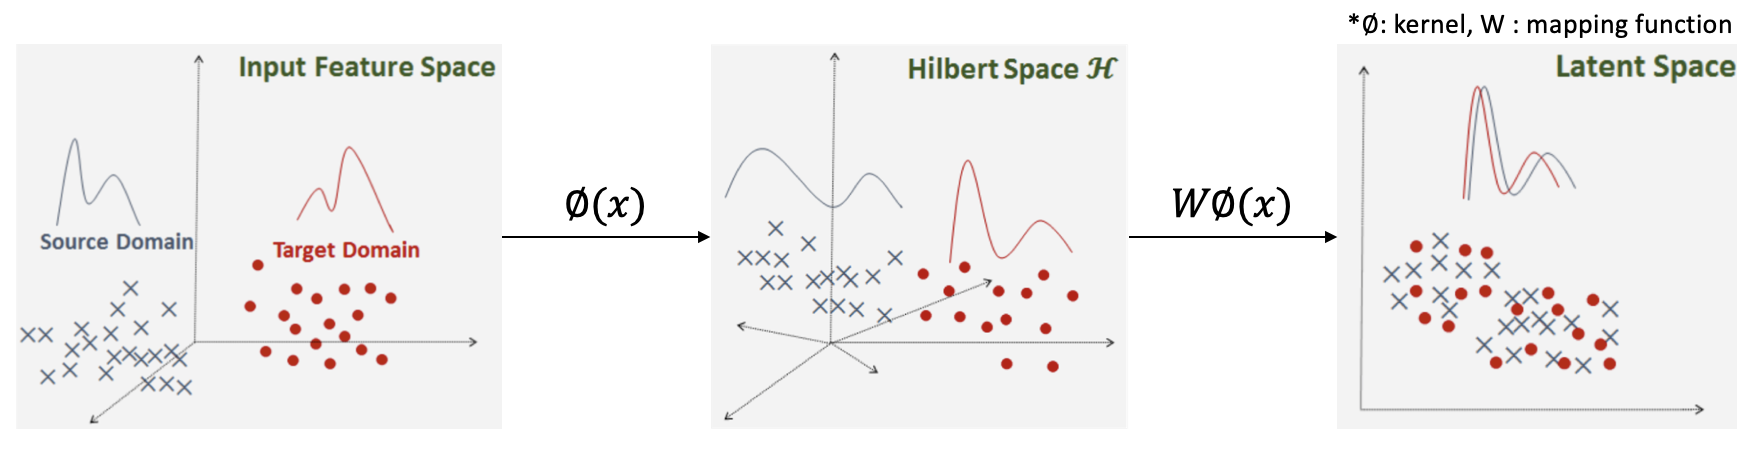 *Ø: kernel, W : mapping function
Input Feature Space
Source Domain
Target Domain
Ø(x)
Hilbert Space ℋ
WØ(x)
Latent Space